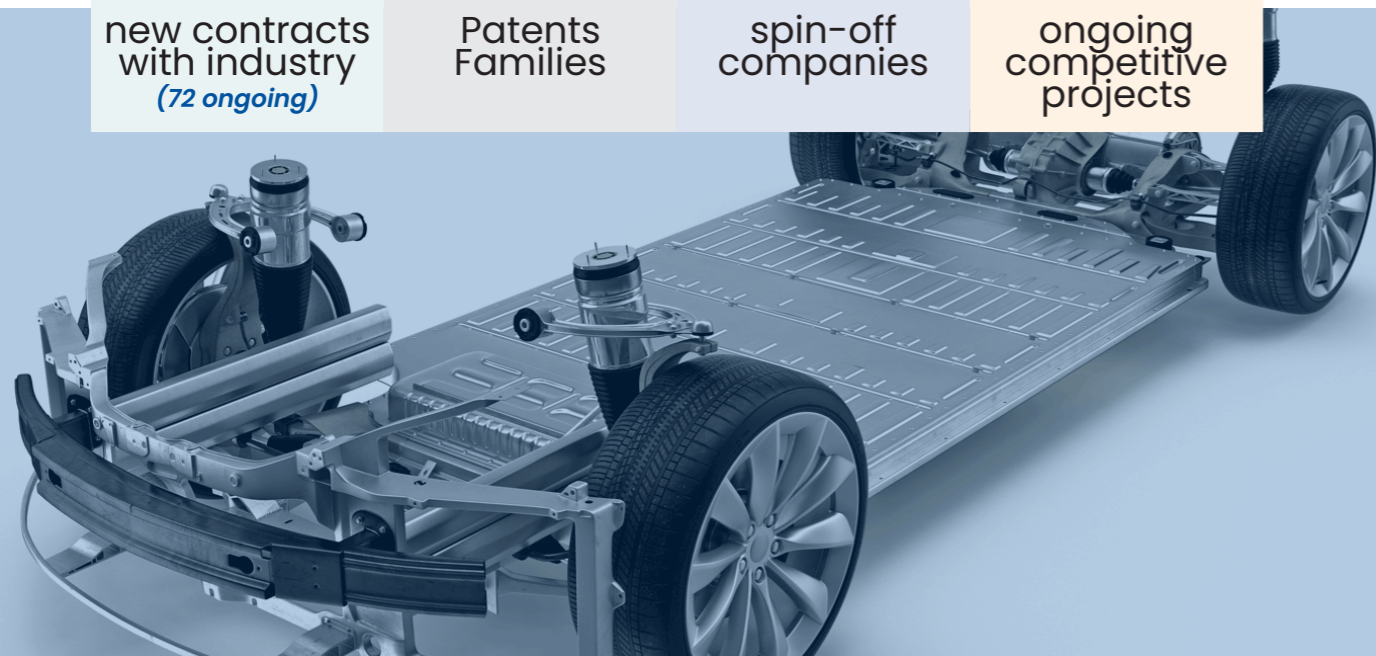 new contracts
with industry
(72 ongoing)
Patents
Families
spin-off
companies
ongoing
competitive
projects